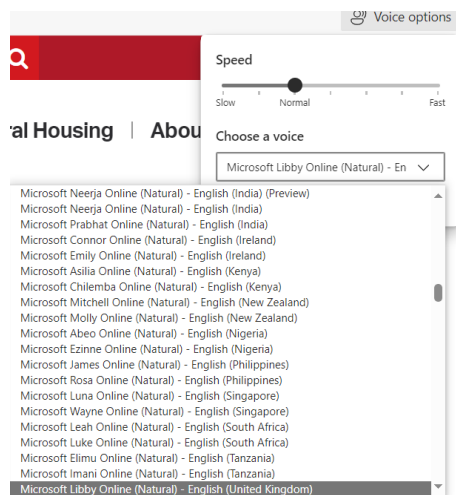 Voice options
Speed
Slow Normal Fast
al Housing | Abou
Choose a voice
Microsoft Libby Online (Natural) - En
Microsoft Neerja Online (Natural) - English (India) (Preview)
Microsoft Neerja Online (Natural) - English (India)
Microsoft Prabhat Online (Natural) - English (India)
Microsoft Connor Online (Natural) - English (Ireland)
Microsoft Emily Online (Natural) - English (Ireland)
Microsoft Asilia Online (Natural) - English (Kenya)
Microsoft Chilemba Online (Natural) - English (Kenya)
Microsoft Mitchell Online (Natural) - English (New Zealand)
Microsoft Molly Online (Natural) - English (New Zealand)
Microsoft Abeo Online (Natural) - English (Nigeria)
Microsoft Ezinne Online (Natural) - English (Nigeria)
Microsoft James Online (Natural) - English (Philippines)
Microsoft Rosa Online (Natural) - English (Philippines)
Microsoft Luna Online (Natural) - English (Singapore)
Microsoft Wayne Online (Natural) - English (Singapore)
Microsoft Leah Online (Natural) - English (South Africa)
Microsoft Luke Online (Natural) - English (South Africa)
Microsoft Elimu Online (Natural) - English (Tanzania)
Microsoft Imani Online (Natural) - English (Tanzania)
Microsoft Libby Online (Natural) - English (United Kingdom)